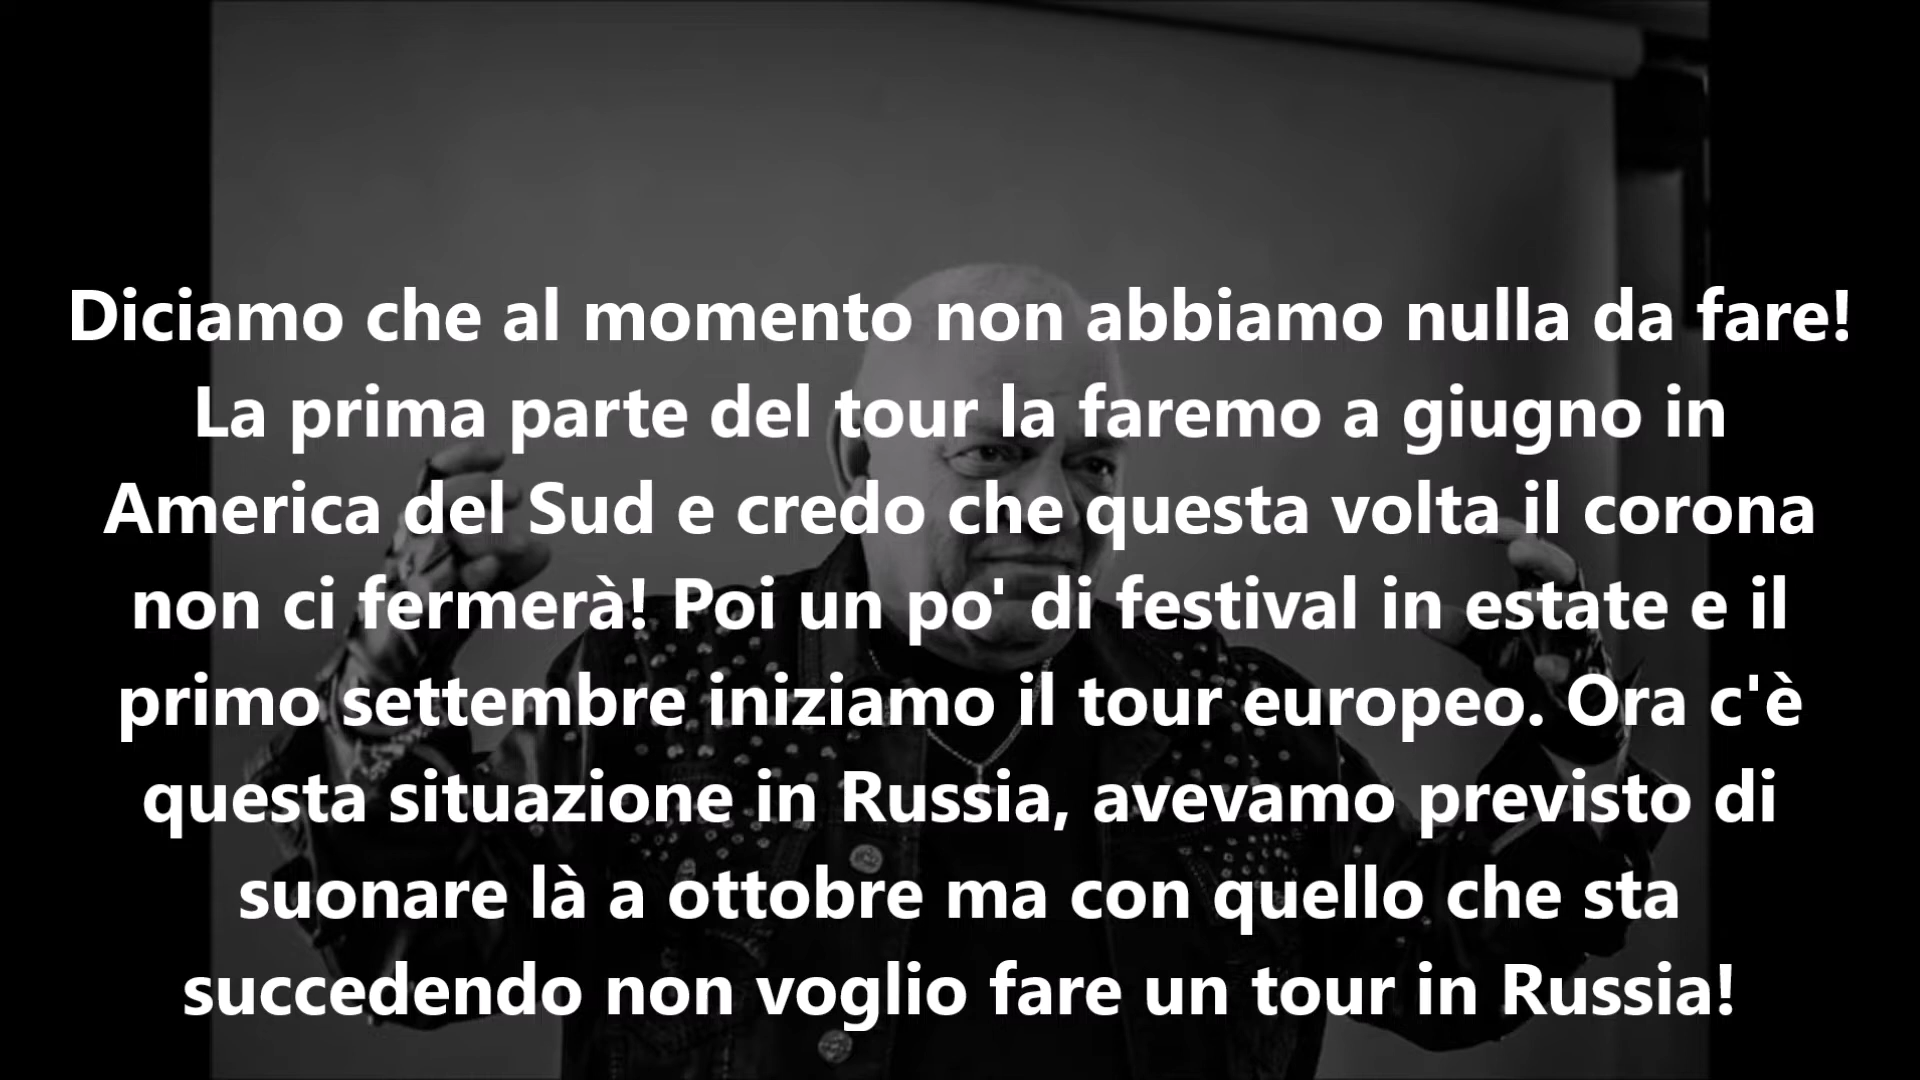 Diciamo che al momento non abbiamo nulla da fare!
La prima parte del tour la faremo a giugno in
America del Sud e credo che questa volta il corona
non ci fermerà! Poi un po' di festival in estate e il
primo settembre iniziamo il tour europeo. Ora c'è
questa situazione in Russia, avevamo previsto di
suonare là a ottobre ma con quello che sta
succedendo non voglio fare un tour in Russia!